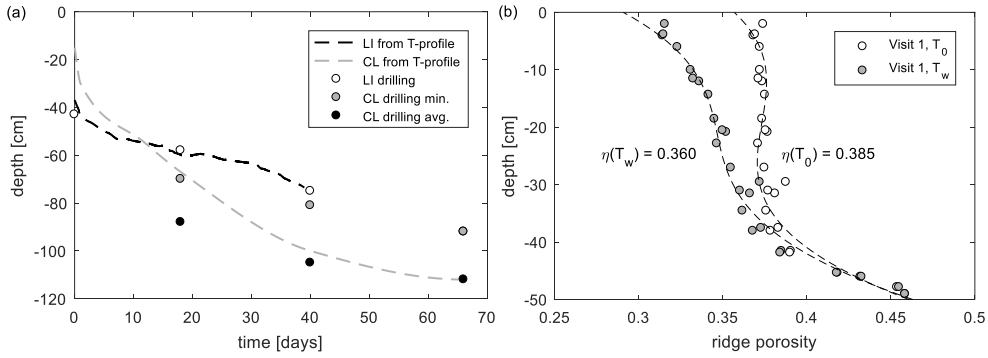 (a)
0
-20
-40
-60
-80
-100
-120
depth [cm]
0
10
20
30
40
50
60
70
time [days]
LI from T-profile
CL from T-profile
LI drilling
CL drilling min.
CL drilling avg.
(b)
0
-10
-20
-30
-40
-50
depth [cm]
0.25
0.3
0.35
0.4
0.45
0.5
ridge porosity
Visit 1, T0
Visit 1, Tw
η(Tw) = 0.360
η(T0) = 0.385